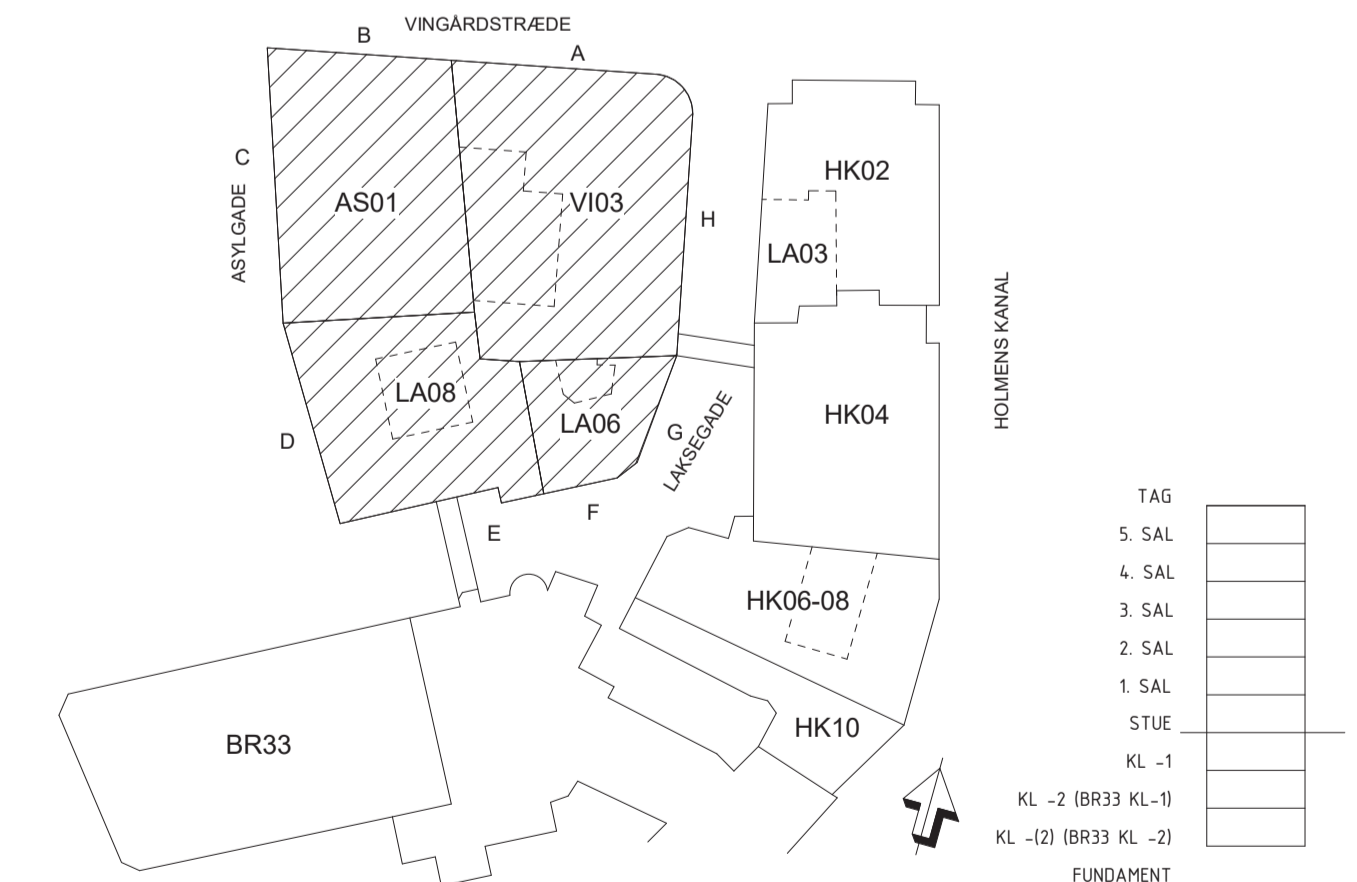 VINGÅRDSTRÆDE
B
A
C
ASYLGADE
AS01
VI03
H
HK02
LA03
HOLMENS KANAL
LA08
LA06
HK04
D
G
LAKSEGADE
E
F
HK06-08
HK10
BR33
TAG
5. SAL
4. SAL
3. SAL
2. SAL
1. SAL
STUE
KL -1
KL -2 (BR33 KL-1)
KL -(2) (BR33 KL -2)
FUNDAMENT